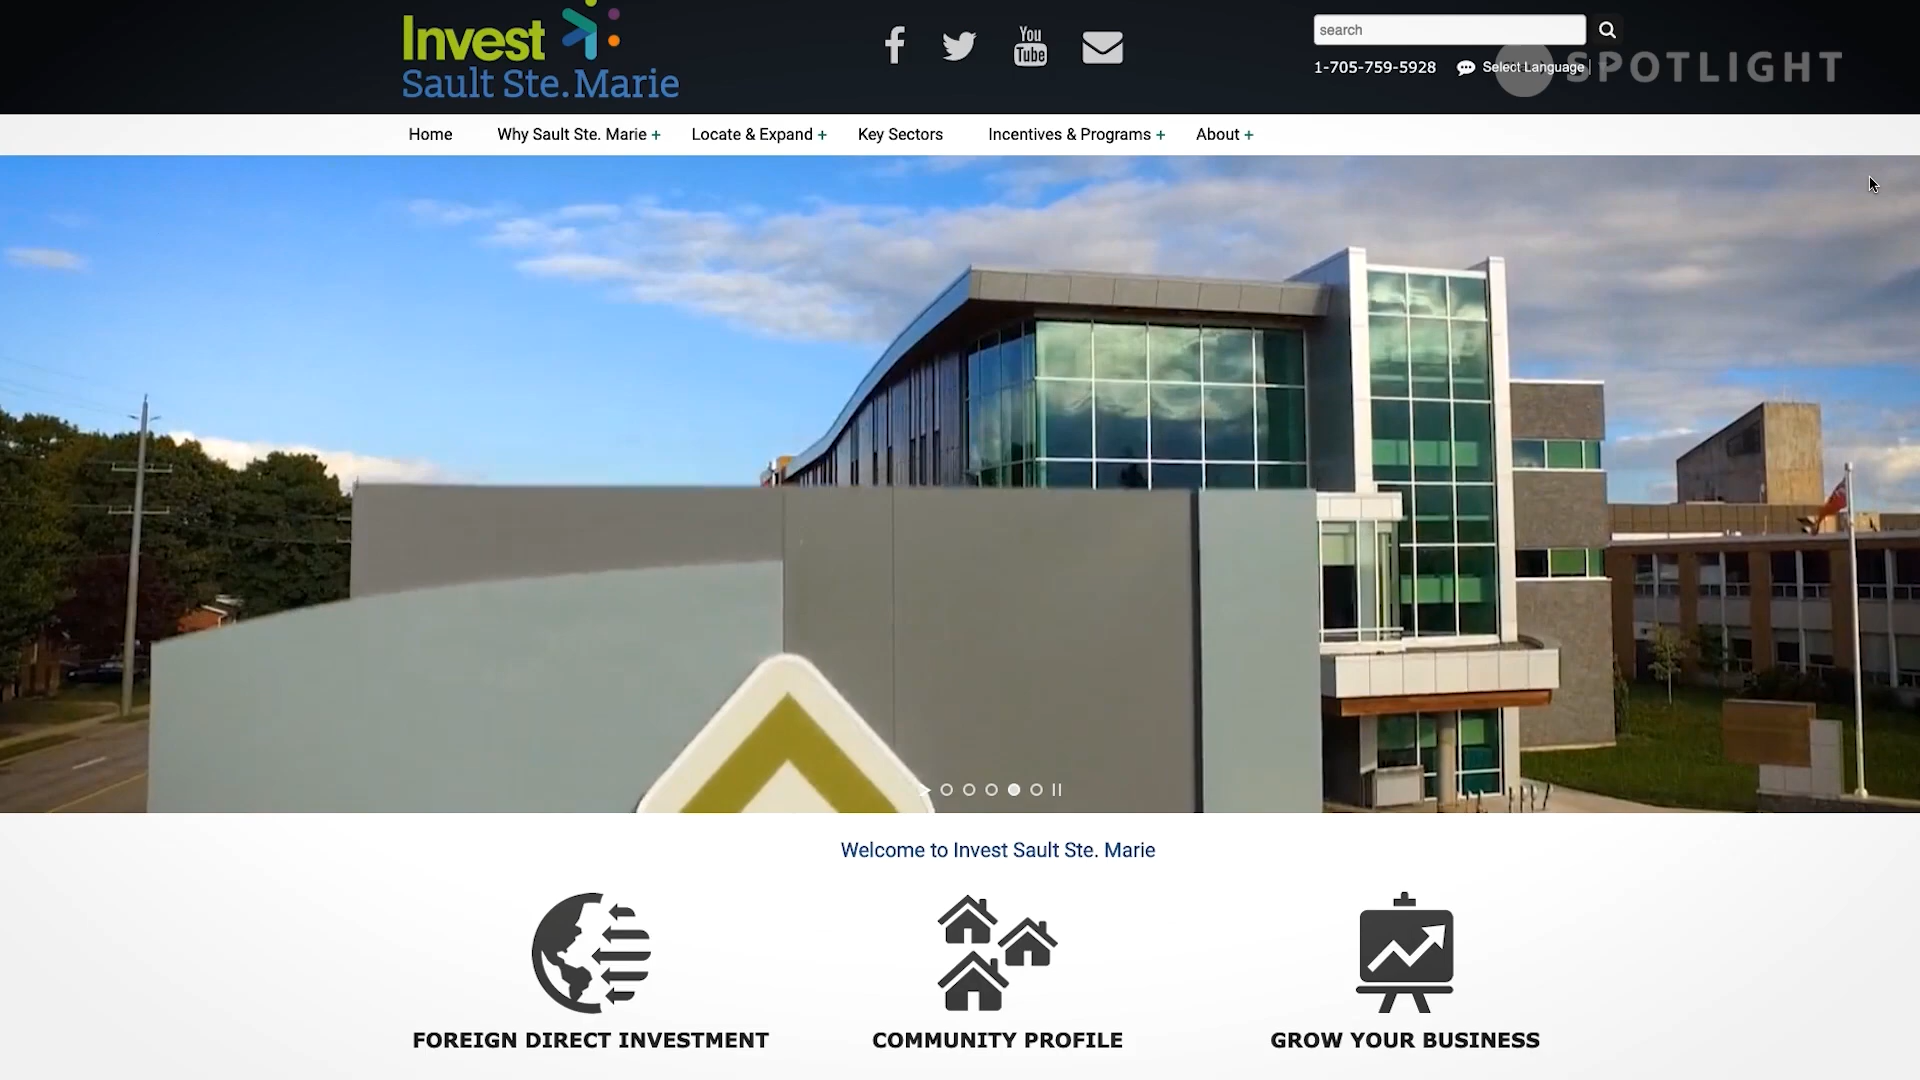 Invest
Sault Ste. Marie
You
Tube
search
1-705-759-5928
Select Language
SPOTLIGHT
Home
Why Sault Ste. Marie +
Locate & Expand +
Key Sectors
Incentives & Programs +
About +
Welcome to Invest Sault Ste. Marie
FOREIGN DIRECT INVESTMENT
COMMUNITY PROFILE
GROW YOUR BUSINESS